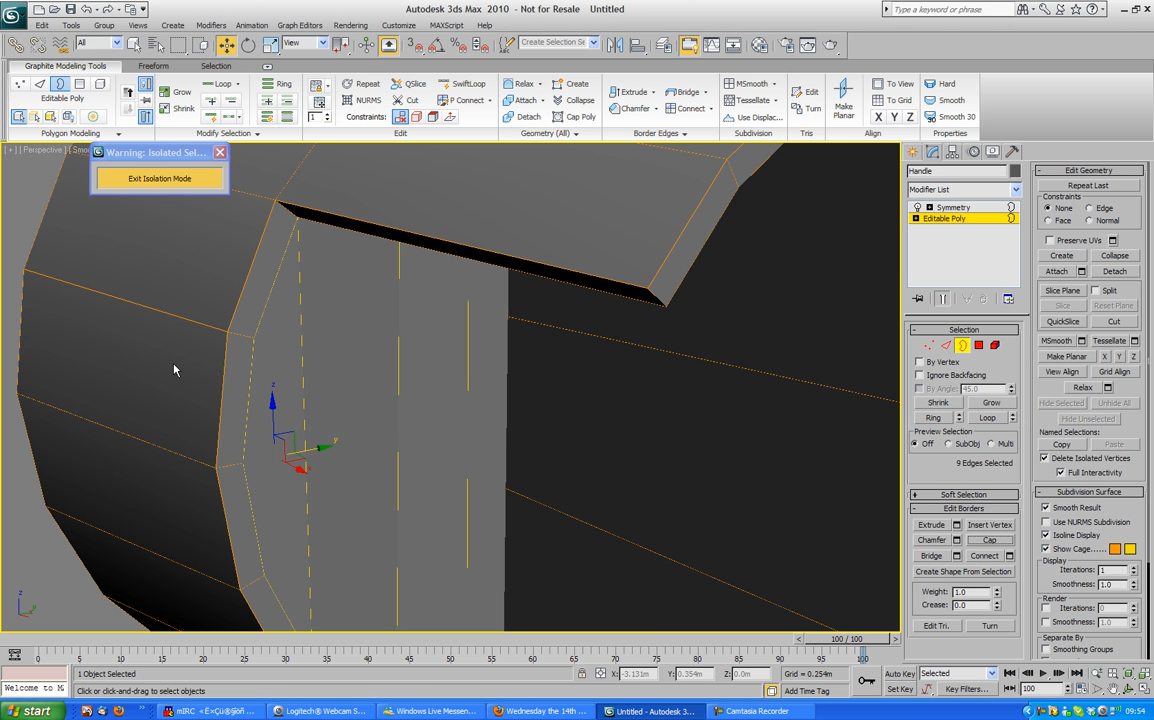 Autodesk 3ds Max 2010 - Not for Resale Untitled
Type a keyword or phrase
Edit Tools Group Views Create Modifiers Animation Graph Editors Rendering Customize MAXScript Help
All View Create Selection Se
Graphite Modeling Tools Freeform Selection
Editable Poly
Grow Shrink Loop Ring
Repeat QSlice SwiftLoop
NURMS Cut P Connect
Constraints:
Relax Create
Attach Collapse
Detach Cap Poly
Extrude Bridge
Chamfer Connect
MSmooth
Tessellate
Use Displac...
Edit
Turn
Make Planar
To View
To Grid
X Y Z
Hard
Smooth
Smooth 30
Polygon Modeling Modify Selection Edit Geometry (All) Border Edges Subdivision Tris Align Properties
[ + ] [ Perspective ] [ Smoo
Warning: Isolated Sel...
Exit Isolation Mode
z
y
x
z
y
Handle
Modifier List
Symmetry
Editable Poly
Selection
By Vertex
Ignore Backfacing
By Angle: 45.0
Shrink Grow
Ring Loop
Preview Selection
Off SubObj Multi
9 Edges Selected
Soft Selection
Edit Borders
Extrude Insert Vertex
Chamfer Cap
Bridge Connect
Create Shape From Selection
Weight: 1.0
Crease: 0.0
Edit Tri. Turn
Edit Geometry
Repeat Last
Constraints
None Edge
Face Normal
Preserve UVs
Create Collapse
Attach Detach
Slice Plane Split
Slice Reset Plane
QuickSlice Cut
MSmooth Tessellate
Make Planar X Y Z
View Align Grid Align
Relax
Hide Selected Unhide All
Hide Unselected
Named Selections:
Copy Paste
Delete Isolated Vertices
Full Interactivity
Subdivision Surface
Smooth Result
Use NURMS Subdivision
Isoline Display
Show Cage......
Display
Iterations: 1
Smoothness: 1.0
Render
Iterations: 0
Smoothness: 1.0
Separate By
Smoothing Groups
100 / 100
0 5 10 15 20 25 30 35 40 45 50 55 60 65 70 75 80 85 90 95 100
Welcome to M
1 Object Selected
X: -3.131m Y: 0.354m Z: 0.0m Grid = 0.254m
Click or click-and-drag to select objects
Add Time Tag
Auto Key Selected
Set Key Key Filters...
100
start
Logitech® Webcam S...
Windows Live Messen...
Wednesday the 14th ...
Untitled - Autodesk 3...
Camtasia Recorder
09:54